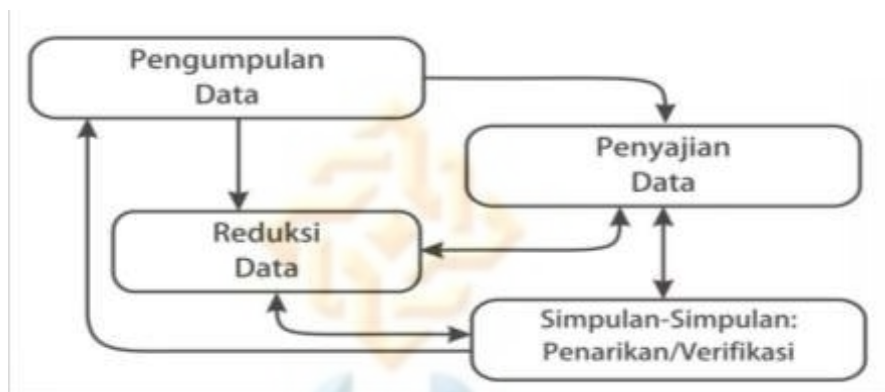 Pengumpulan
Data
Penyajian
Data
Reduksi
Data
Simpulan-Simpulan:
Penarikan/Verifikasi